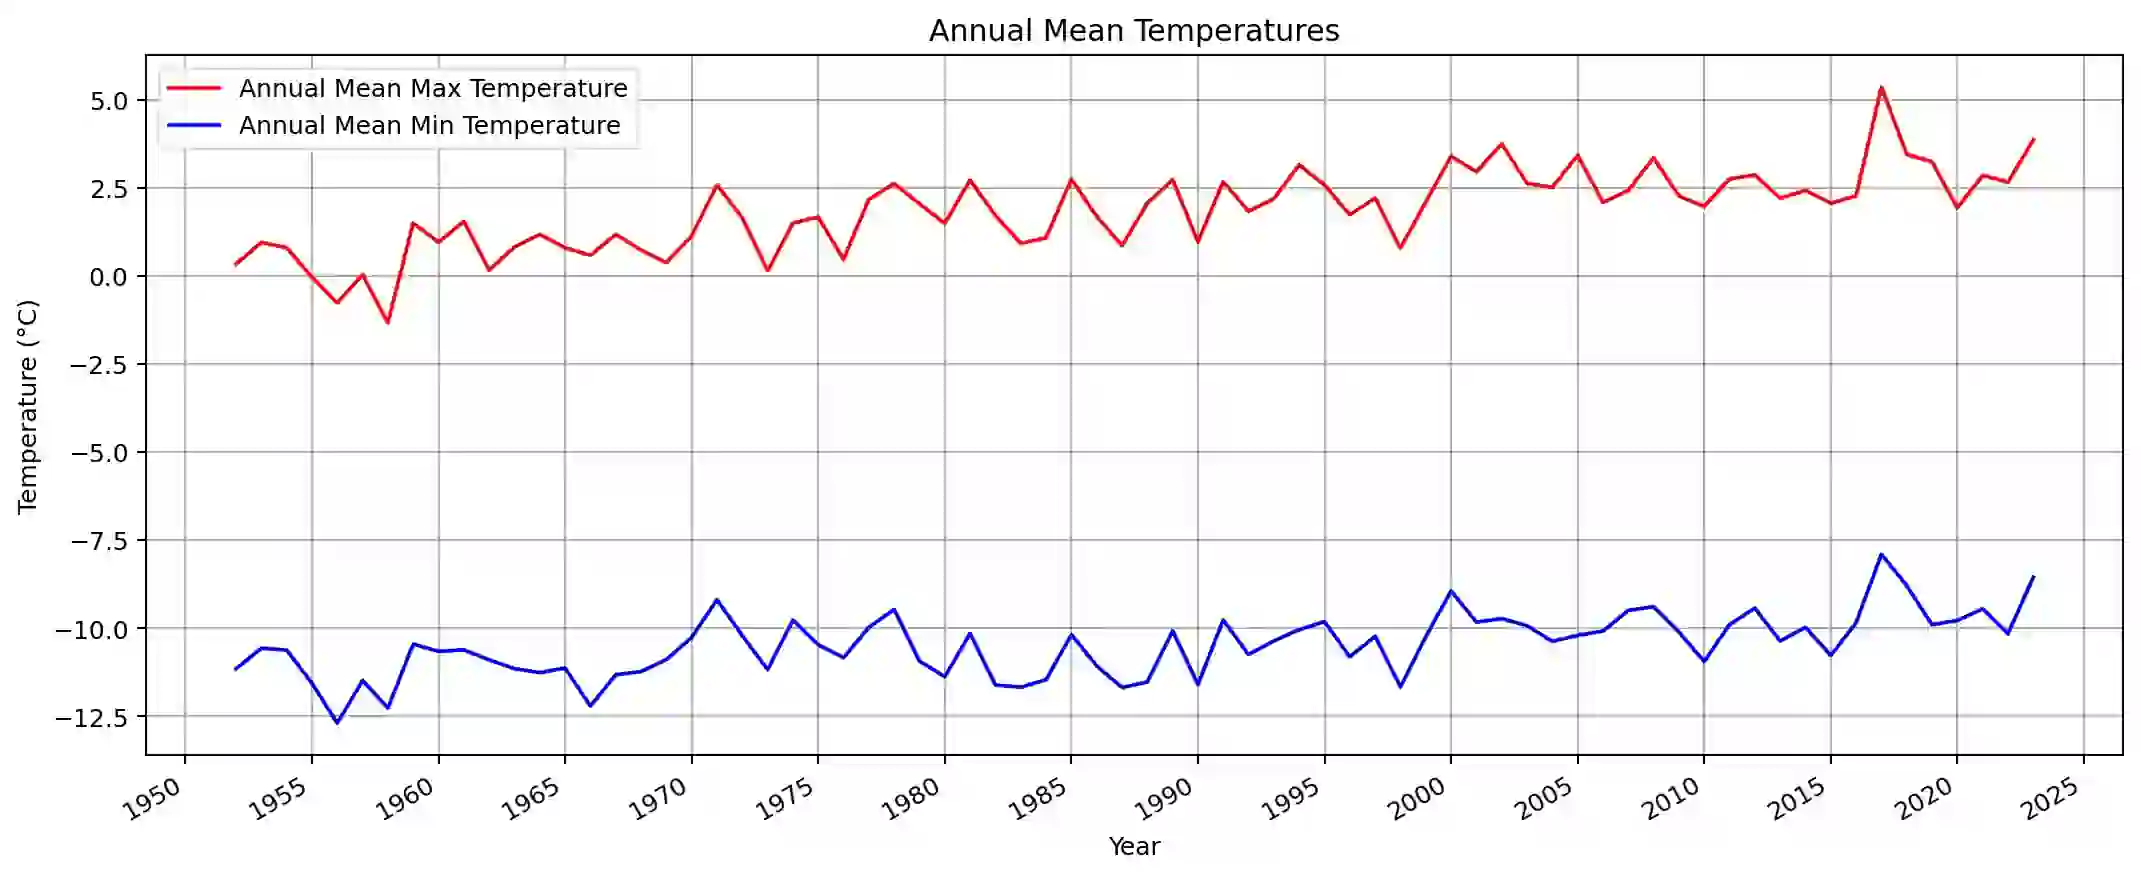 Annual Mean Temperatures
Annual Mean Max Temperature
Annual Mean Min Temperature
5.0
2.5
0.0
−2.5
−5.0
−7.5
−10.0
−12.5
Temperature (°C)
1950 1955 1960 1965 1970 1975 1980 1985 1990 1995 2000 2005 2010 2015 2020 2025
Year